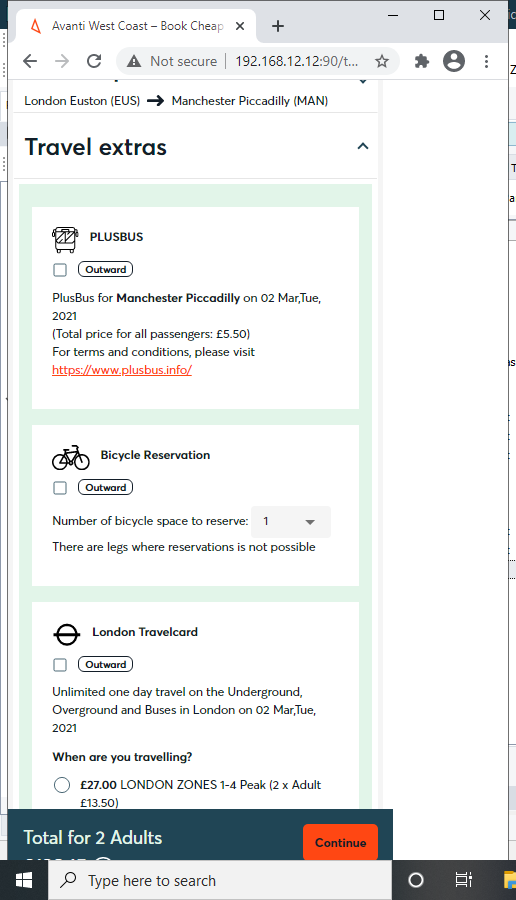 Avanti West Coast – Book Cheap
Not secure | 192.168.12.12:90/t...
London Euston (EUS) → Manchester Piccadilly (MAN)
Travel extras
PLUSBUS
Outward
PlusBus for Manchester Piccadilly on 02 Mar,Tue,
2021
(Total price for all passengers: £5.50)
For terms and conditions, please visit
https://www.plusbus.info/
Bicycle Reservation
Outward
Number of bicycle space to reserve: 1
There are legs where reservations is not possible
London Travelcard
Outward
Unlimited one day travel on the Underground,
Overground and Buses in London on 02 Mar,Tue,
2021
When are you travelling?
£27.00 LONDON ZONES 1-4 Peak (2 x Adult
£13.50)
Total for 2 Adults
Continue
Type here to search